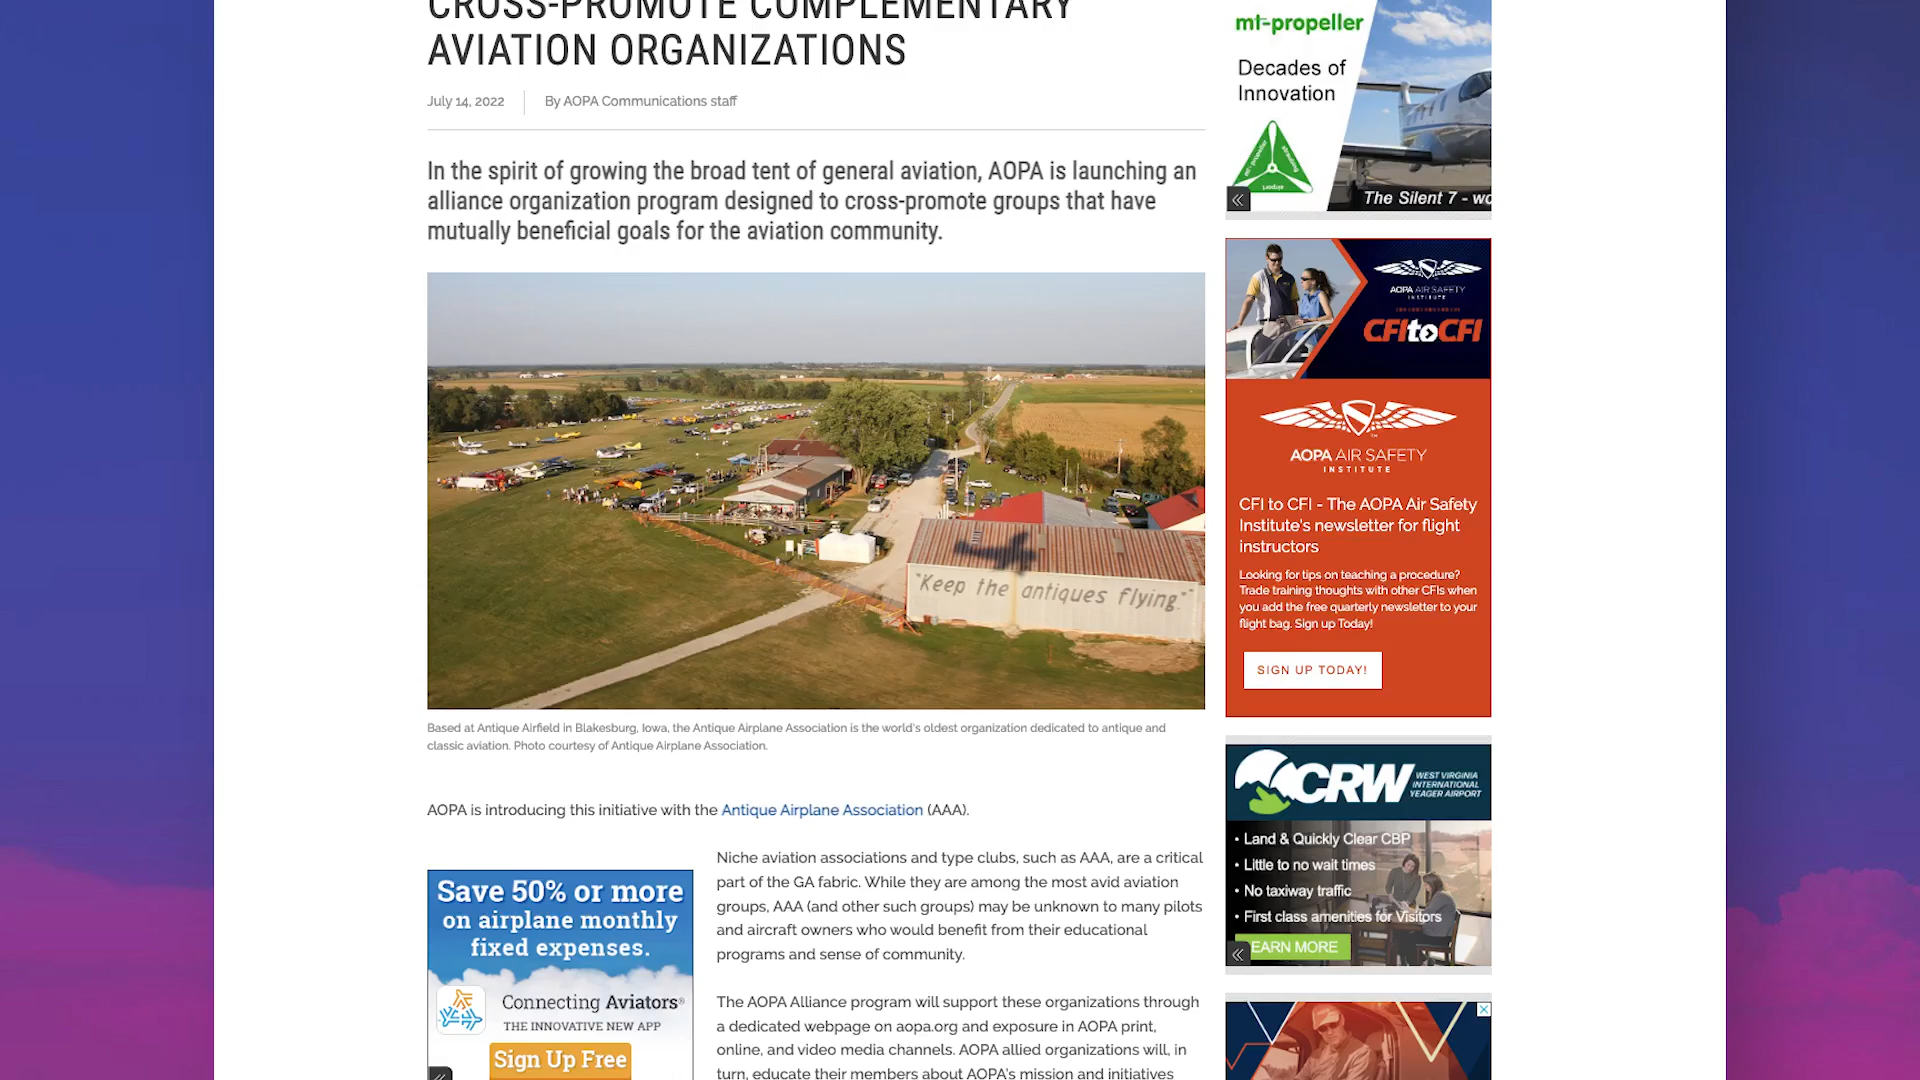 CROSS-PROMOTE COMPLEMENTARY
AVIATION ORGANIZATIONS
July 14, 2022
By AOPA Communications staff
In the spirit of growing the broad tent of general aviation, AOPA is launching an
alliance organization program designed to cross-promote groups that have
mutually beneficial goals for the aviation community.
"Keep the antiques flying"
Based at Antique Airfield in Blakesburg, Iowa, the Antique Airplane Association is the world's oldest organization dedicated to antique and
classic aviation. Photo courtesy of Antique Airplane Association.
AOPA is introducing this initiative with the Antique Airplane Association (AAA).
Save 50% or more
on airplane monthly
fixed expenses.
Connecting Aviators®
THE INNOVATIVE NEW APP
Sign Up Free
Niche aviation associations and type clubs, such as AAA, are a critical
part of the GA fabric. While they are among the most avid aviation
groups, AAA (and other such groups) may be unknown to many pilots
and aircraft owners who would benefit from their educational
programs and sense of community.
The AOPA Alliance program will support these organizations through
a dedicated webpage on aopa.org and exposure in AOPA print,
online, and video media channels. AOPA allied organizations will, in
turn, educate their members about AOPA's mission and initiatives
mt-propeller
Decades of
Innovation
The Silent 7 - wo
AOPA AIR SAFETY
INSTITUTE
CFI to CFI
AOPA AIR SAFETY
INSTITUTE
CFI to CFI - The AOPA Air Safety
Institute's newsletter for flight
instructors
Looking for tips on teaching a procedure?
Trade training thoughts with other CFIs when
you add the free quarterly newsletter to your
flight bag. Sign up Today!
SIGN UP TODAY!
CRW
WEST VIRGINIA
INTERNATIONAL
YEAGER AIRPORT
• Land & Quickly Clear CBP
• Little to no wait times
• No taxiway traffic
• First class amenities for Visitors
EARN MORE